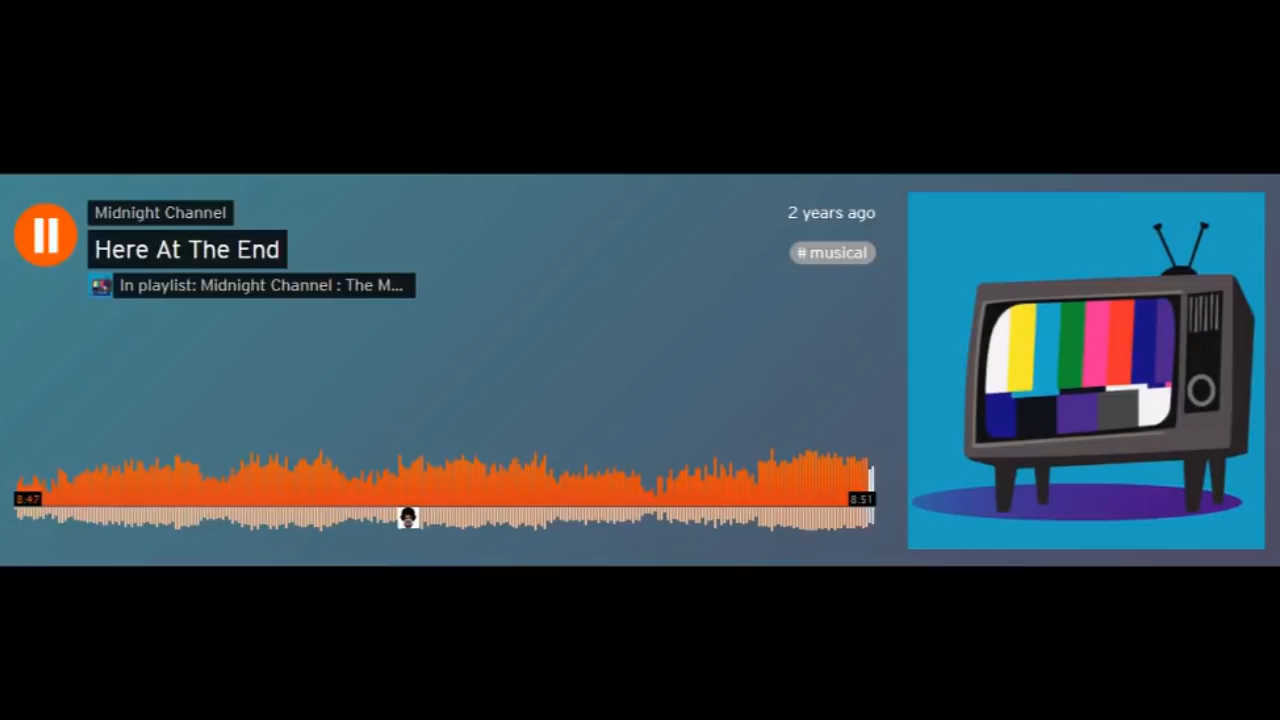 Midnight Channel
2 years ago
Here At The End
# musical
In playlist: Midnight Channel : The M...
8:47
8:51